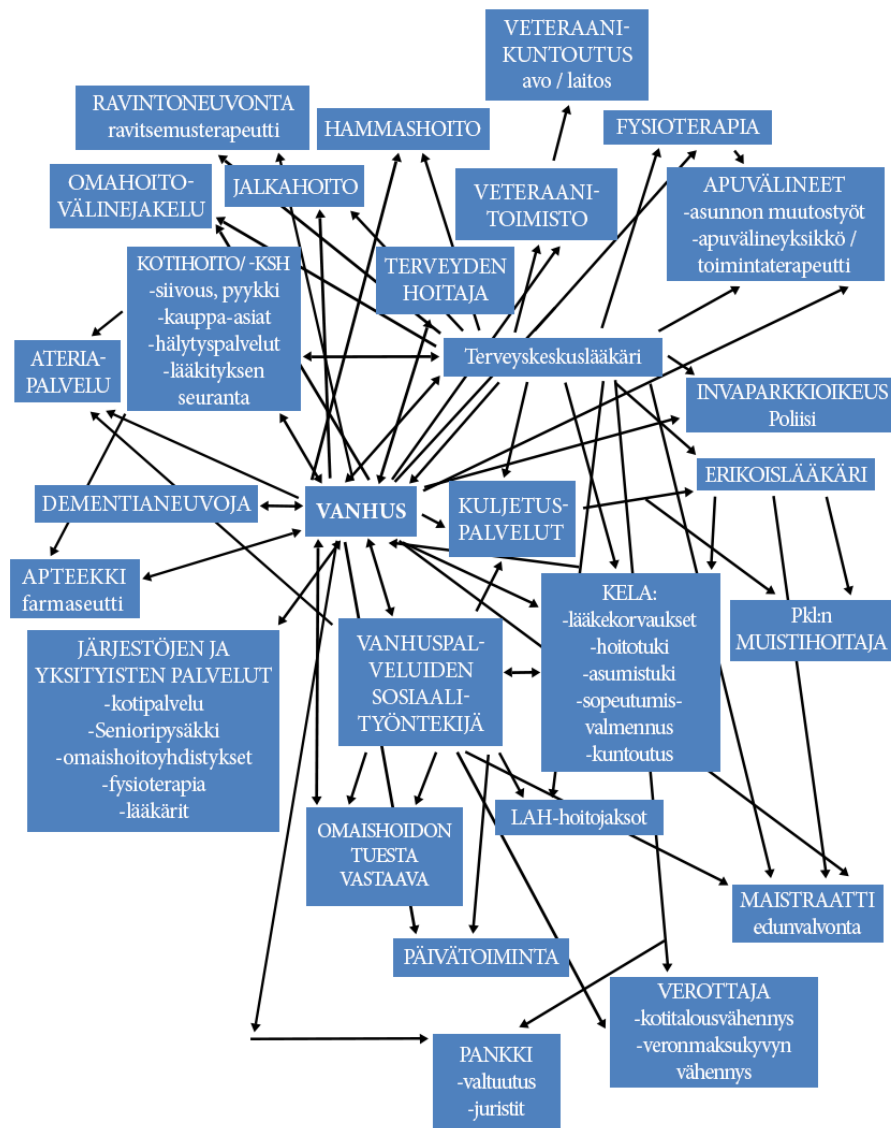 VETERAANI-
KUNTOUTUS
avo / laitos
RAVINTONEUVONTA
ravitsemusterapeutti
HAMMASHOITO
FYSIOTERAPIA
OMAHOITO-
VÄLINEJAKELU
JALKAHOITO
VETERAANI-
TOIMISTO
APUVÄLINEET
-asunnon muutostyöt
-apuvälineyksikkö /
toimintaterapeutti
KOTIHOITO/ -KSH
-siivous, pyykki
-kauppa-asiat
-hälytyspalvelut
-lääkityksen
seuranta
TERVEYDEN
HOITAJA
ATERIA-
PALVELU
Terveyskeskuslääkäri
INVAPARKKIOIKEUS
Poliisi
ERIKOISLÄÄKÄRI
DEMENTIANEUVOJA
VANHUS
KULJETUS-
PALVELUT
APTEEKKI
farmaseutti
KELA:
-lääkekorvaukset
-hoitotuki
-asumistuki
-sopeutumis-
valmennus
-kuntoutus
Pkl:n
MUISTIHOITAJA
JÄRJESTÖJEN JA
YKSITYISTEN PALVELUT
-kotipalvelu
-Senioripysäkki
-omaishoitoyhdistykset
-fysioterapia
-lääkärit
VANHUSPAL-
VELUIDEN
SOSIAALI-
TYÖNTEKIJÄ
OMAISHOIDON
TUESTA
VASTAAVA
LAH-hoitojaksot
MAISTRAATTI
edunvalvonta
PÄIVÄTOIMINTA
VEROTTAJA
-kotitalousvähennys
-veronmaksukyvyn
vähennys
PANKKI
-valtuutus
-juristit